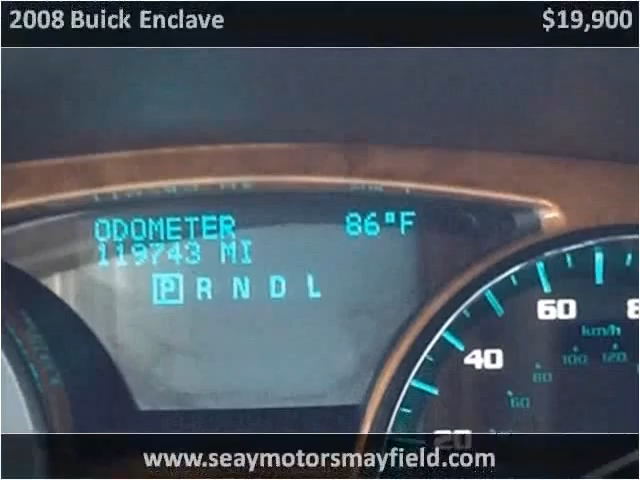 2008 Buick Enclave $19,900
ODOMETER 86°F
119743 MI
P R N D L
60 8
km/h
40 100 120
80
60
20
www.seaymotorsmayfield.com